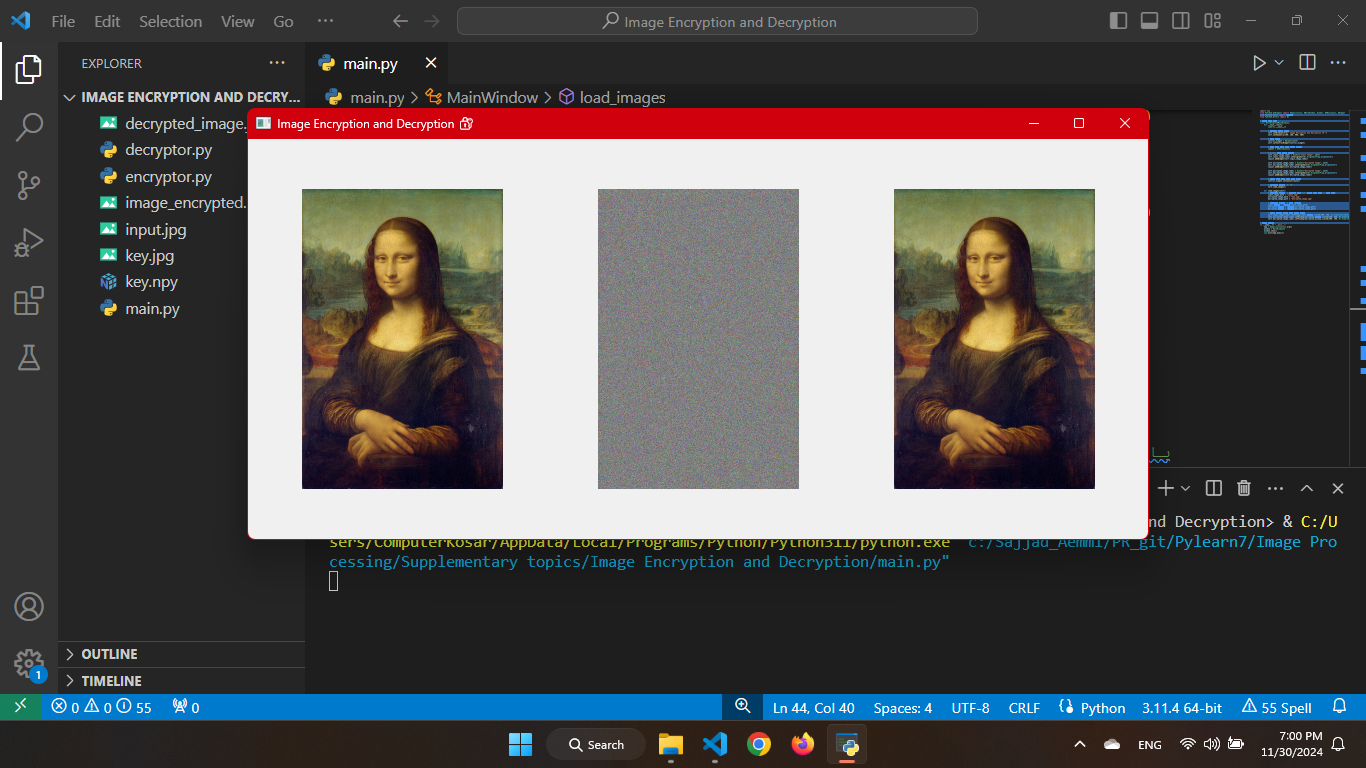 File Edit Selection View Go ··· Image Encryption and Decryption
EXPLORER ···
main.py
IMAGE ENCRYPTION AND DECRY...
main.py > MainWindow > load_images
decrypted_image.
decryptor.py
encryptor.py
image_encrypted.
input.jpg
key.jpg
key.npy
main.py
Image Encryption and Decryption
nd Decryption> & C:/U
sers/ComputerKosar/AppData/Local/Programs/Python/Python311/python.exe "c:/Sajjad_Aemmi/PR_git/Pylearn7/Image Pro
cessing/Supplementary topics/Image Encryption and Decryption/main.py"
OUTLINE
TIMELINE
1
0 0 55 0 Ln 44, Col 40 Spaces: 4 UTF-8 CRLF Python 3.11.4 64-bit 55 Spell
Search
ENG
7:00 PM
11/30/2024